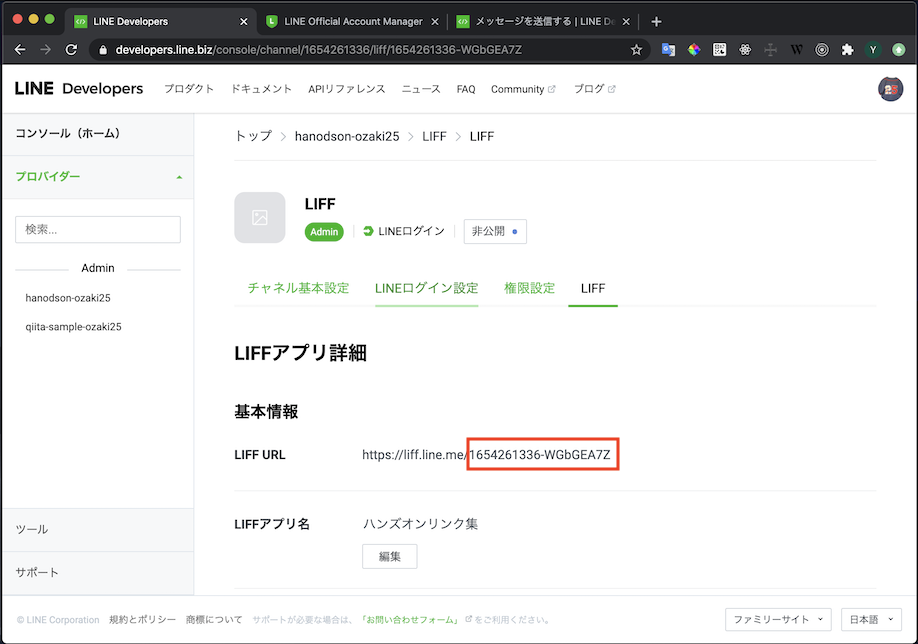 LINE Developers
LINE Official Account Manager
メッセージを送信する | LINE De
developers.line.biz/console/channel/1654261336/liff/1654261336-WGbGEA7Z
LINE Developers プロダクト ドキュメント APIリファレンス ニュース FAQ Community ブログ
コンソール（ホーム）
プロバイダー
検索...
Admin
hanodson-ozaki25
qiita-sample-ozaki25
ツール
サポート
トップ > hanodson-ozaki25 > LIFF > LIFF
LIFF
Admin LINEログイン 非公開
チャネル基本設定 LINEログイン設定 権限設定 LIFF
LIFFアプリ詳細
基本情報
LIFF URL https://liff.line.me/1654261336-WGbGEA7Z
LIFFアプリ名 ハンズオンリンク集
編集
© LINE Corporation 規約とポリシー 商標について サポートが必要な場合は、「お問い合わせフォーム」をご利用ください。
ファミリーサイト 日本語